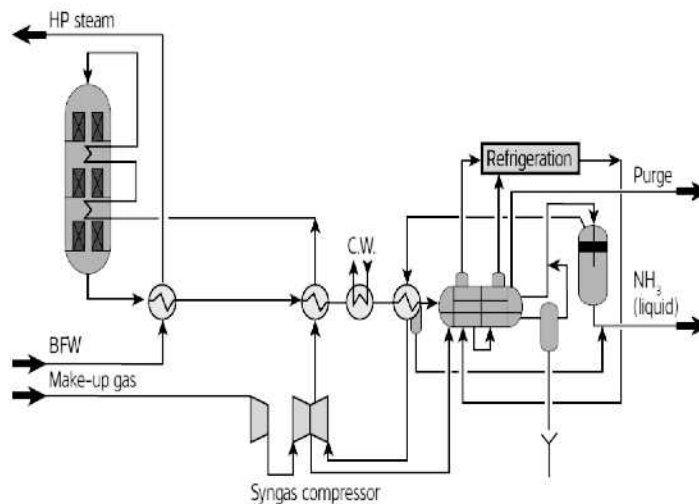 HP steam
Refrigeration
Purge
C.W.
NH3
(liquid)
BFW
Make-up gas
Syngas compressor